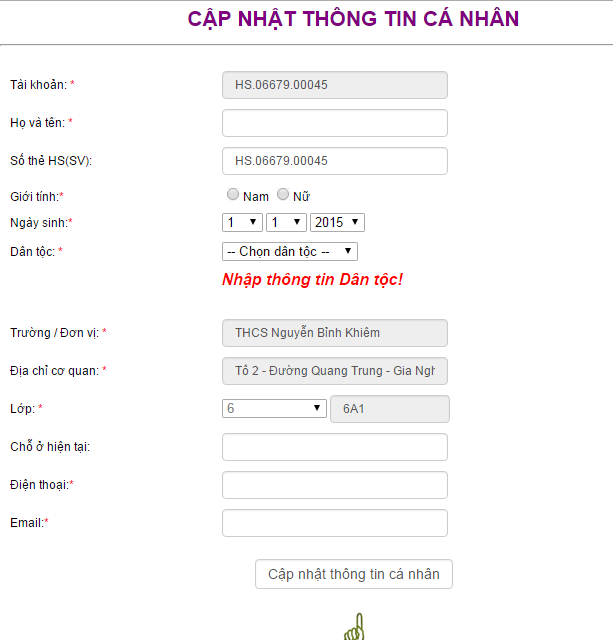 CẬP NHẬT THÔNG TIN CÁ NHÂN
Tài khoản: * HS.06679.00045
Họ và tên: *
Số thẻ HS(SV): HS.06679.00045
Giới tính:* Nam Nữ
Ngày sinh:* 1 1 2015
Dân tộc: * -- Chọn dân tộc --
Nhập thông tin Dân tộc!
Trường / Đơn vị: * THCS Nguyễn Bỉnh Khiêm
Địa chỉ cơ quan: * Tổ 2 - Đường Quang Trung - Gia Ngh
Lớp: * 6 6A1
Chỗ ở hiện tại:
Điện thoại:*
Email:*
Cập nhật thông tin cá nhân